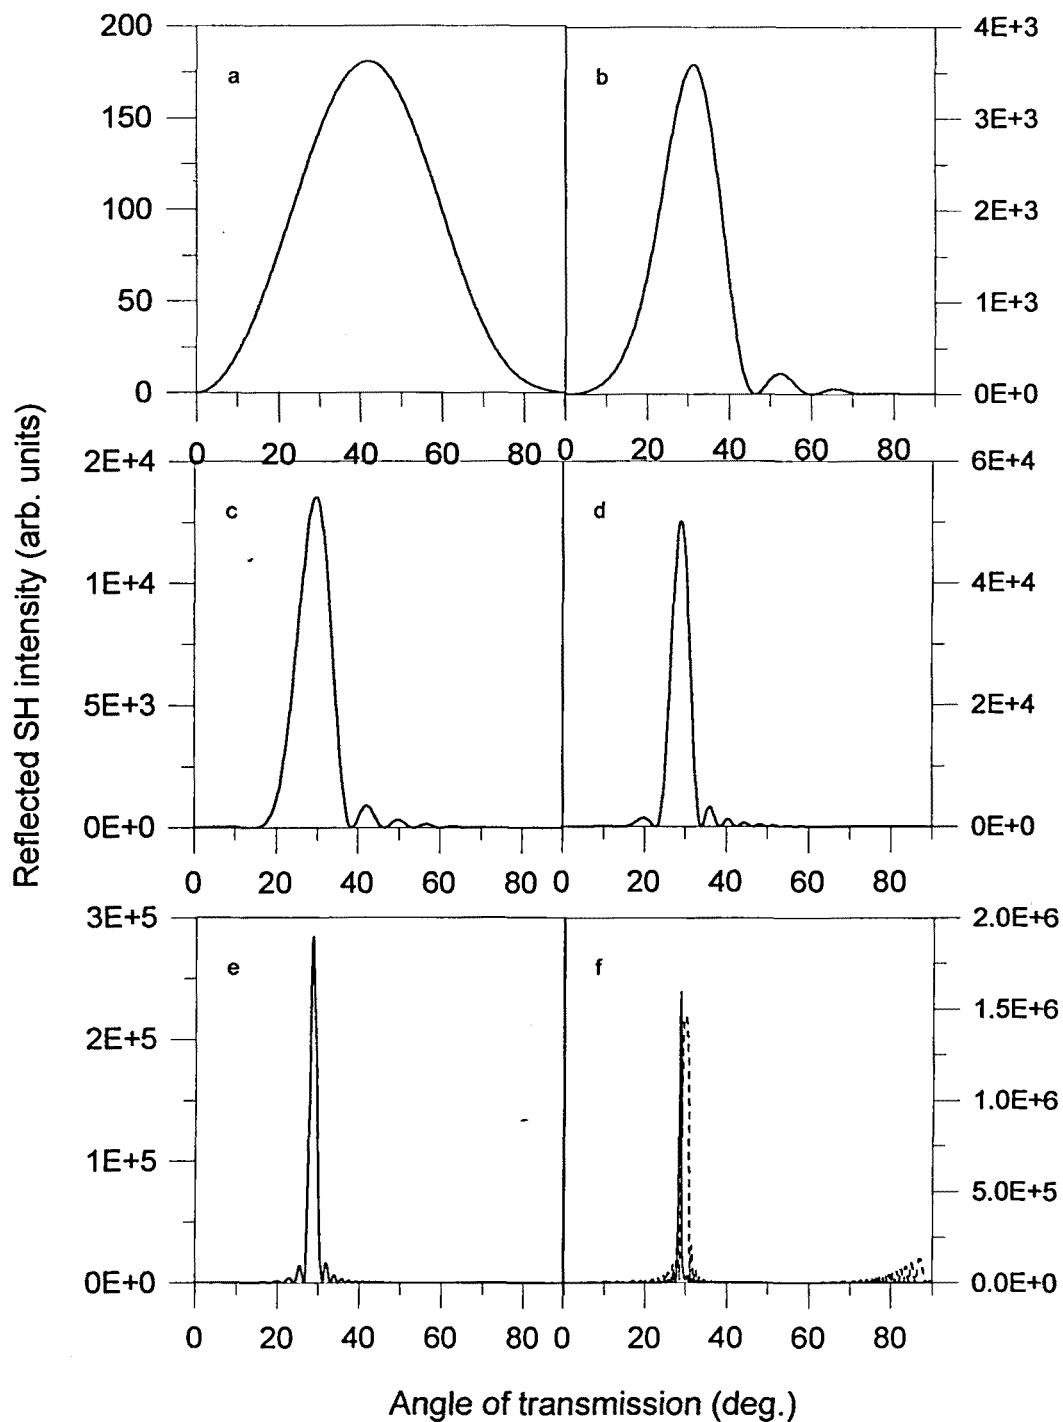 200
150
100
50
0
a
0 20 40 60 80
b
4E+3
3E+3
2E+3
1E+3
0E+0
0 20 40 60 80
Reflected SH intensity (arb. units)
2E+4
1E+4
5E+3
0E+0
c
0 20 40 60 80
d
6E+4
4E+4
2E+4
0E+0
0 20 40 60 80
3E+5
2E+5
1E+5
0E+0
e
0 20 40 60 80
f
2.0E+6
1.5E+6
1.0E+6
5.0E+5
0.0E+0
0 20 40 60 80
Angle of transmission (deg.)